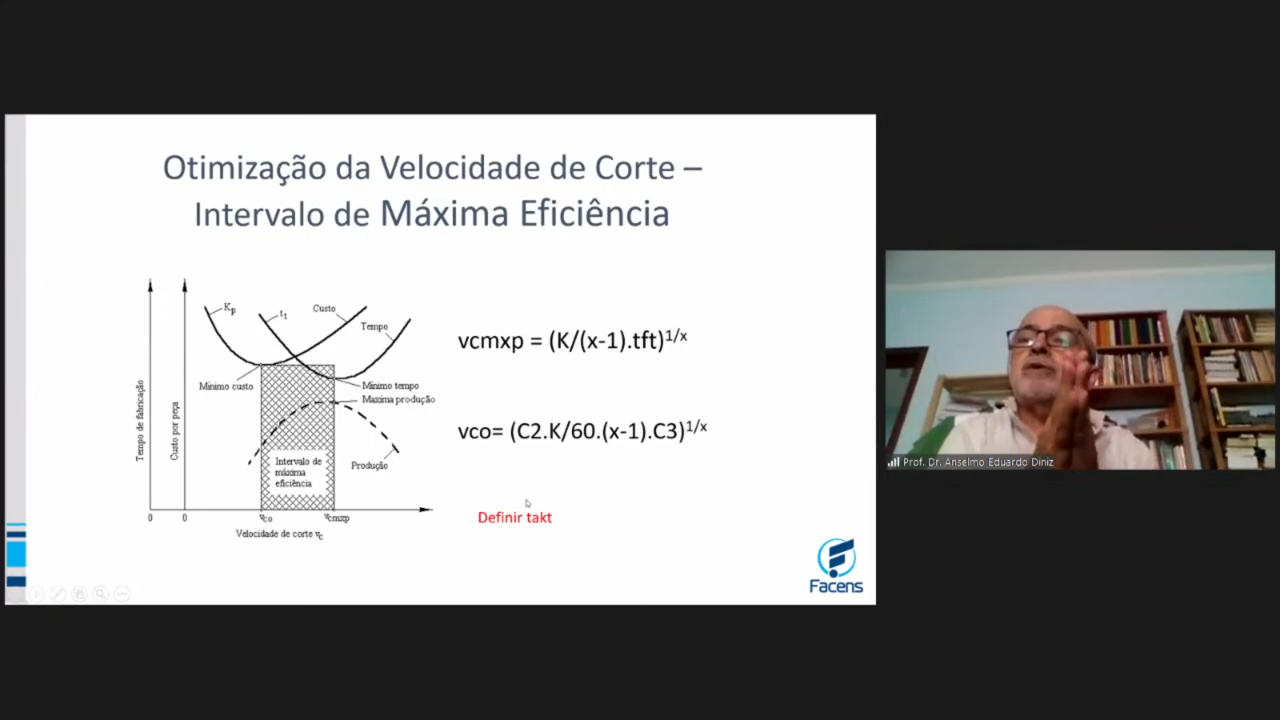 Otimização da Velocidade de Corte –
Intervalo de Máxima Eficiência
Kp
tt
Custo
Tempo
Mínimo custo
Mínimo tempo
Maxima produção
Tempo de fabricação
Custo por peça
Intervalo de
máxima
eficiência
Produção
0
0
vco
vcmxp
Velocidade de corte vc
vcmxp = (K/(x-1).tft)1/x
vco= (C2.K/60.(x-1).C3)1/x
Definir takt
Facens
Prof. Dr. Anselmo Eduardo Diniz